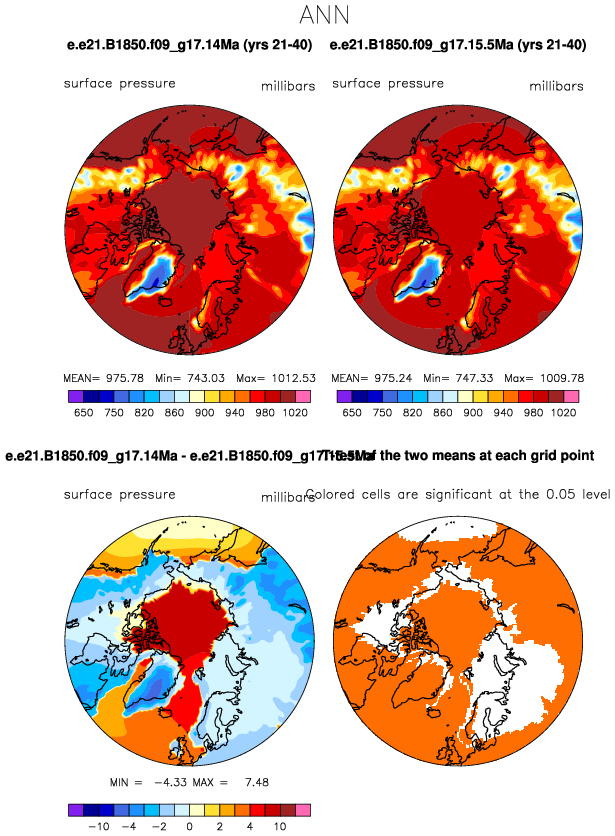 ANN
e.e21.B1850.f09_g17.14Ma (yrs 21-40)
e.e21.B1850.f09_g17.15.5Ma (yrs 21-40)
surface pressure
millibars
surface pressure
millibars
MEAN= 975.78 Min= 743.03 Max= 1012.53
MEAN= 975.24 Min= 747.33 Max= 1009.78
650 750 820 860 900 940 980 1020
650 750 820 860 900 940 980 1020
e.e21.B1850.f09_g17.14Ma - e.e21.B1850.f09_g17.15.5Ma
T-Test of the two means at each grid point
surface pressure
millibars
Colored cells are significant at the 0.05 level
MIN = -4.33 MAX = 7.48
-10 -4 -2 0 2 4 10